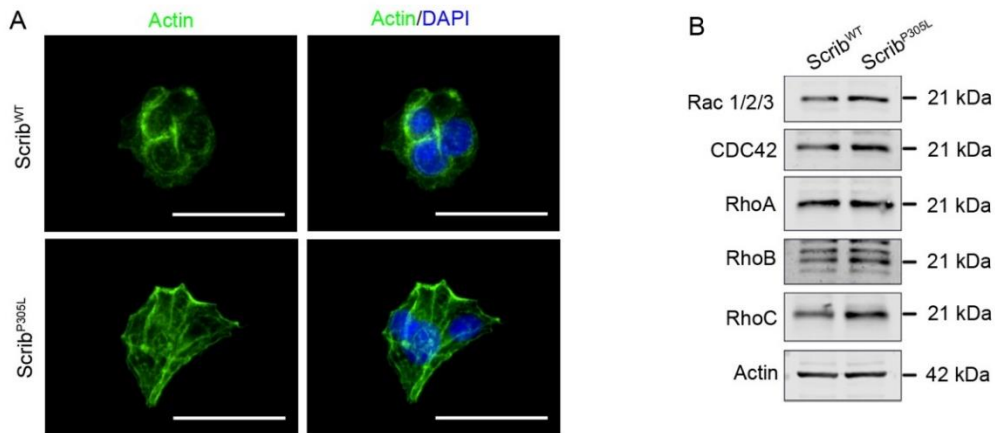 A
Actin
Actin/DAPI
Scrib^WT
Scrib^P305L
B
Scrib^WT
Scrib^P305L
Rac 1/2/3
21 kDa
CDC42
21 kDa
RhoA
21 kDa
RhoB
21 kDa
RhoC
21 kDa
Actin
42 kDa